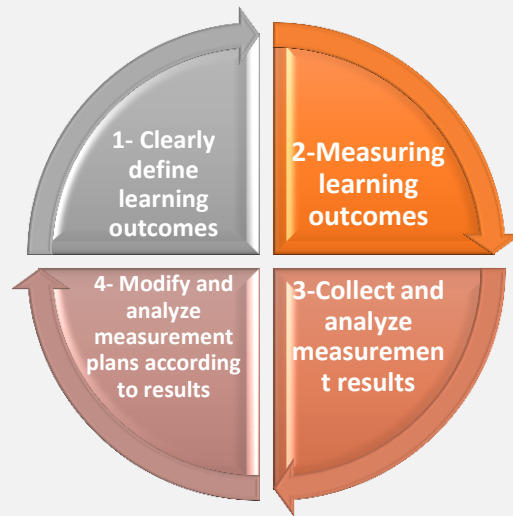 1- Clearly
define
learning
outcomes
2-Measuring
learning
outcomes
3-Collect and
analyze
measuremen
t results
4- Modify and
analyze
measurement
plans according
to results